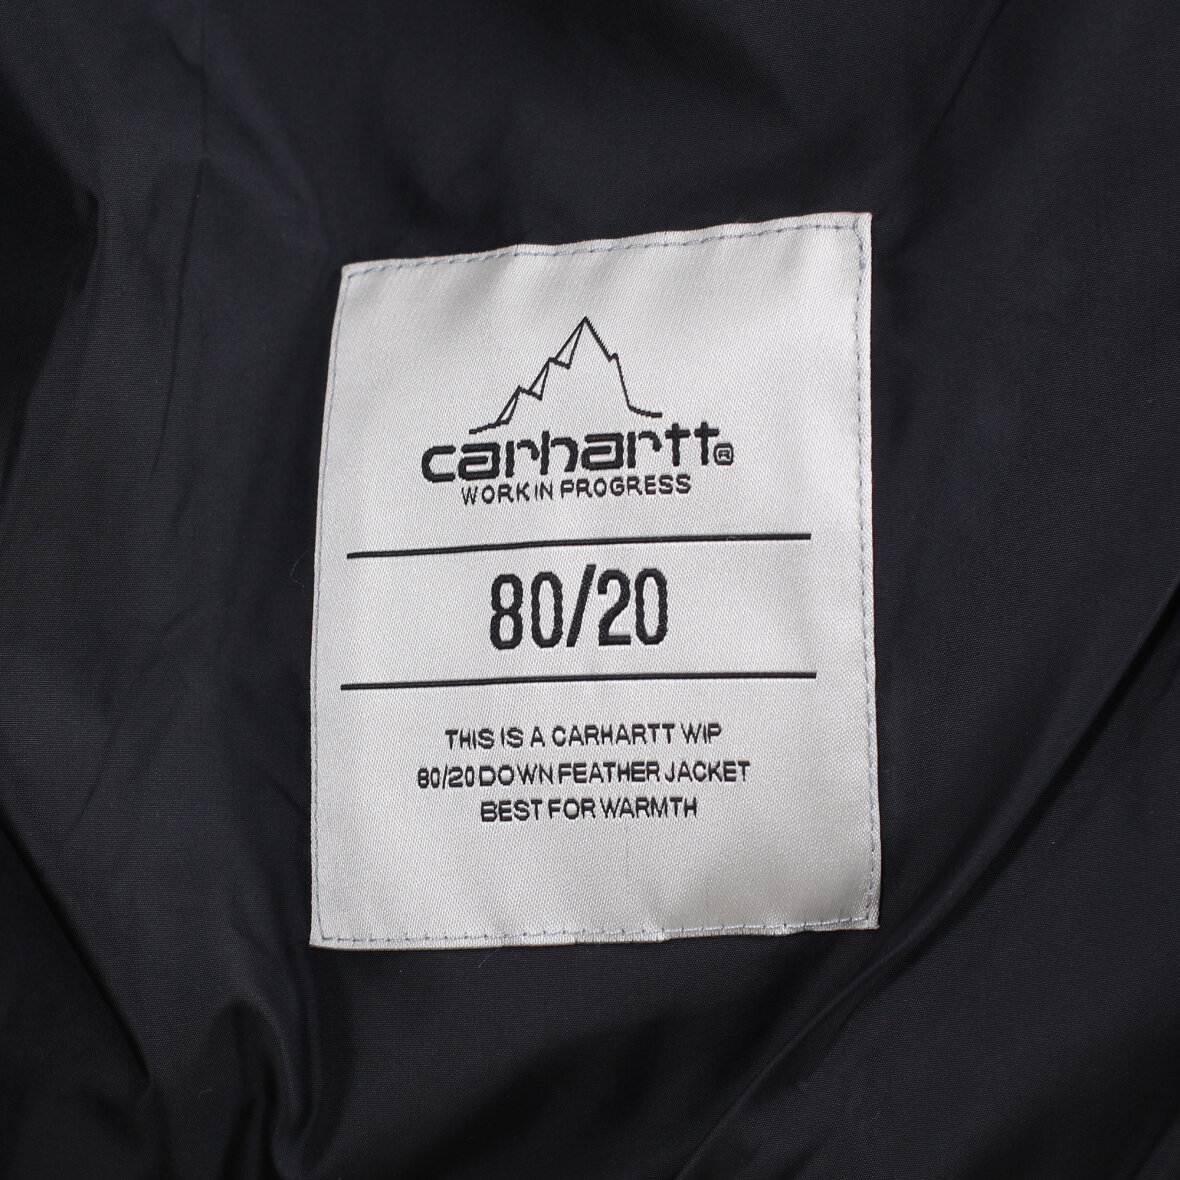 carhartt®
WORK IN PROGRESS
80/20
THIS IS A CARHARTT WIP
80/20 DOWN FEATHER JACKET
BEST FOR WARMTH